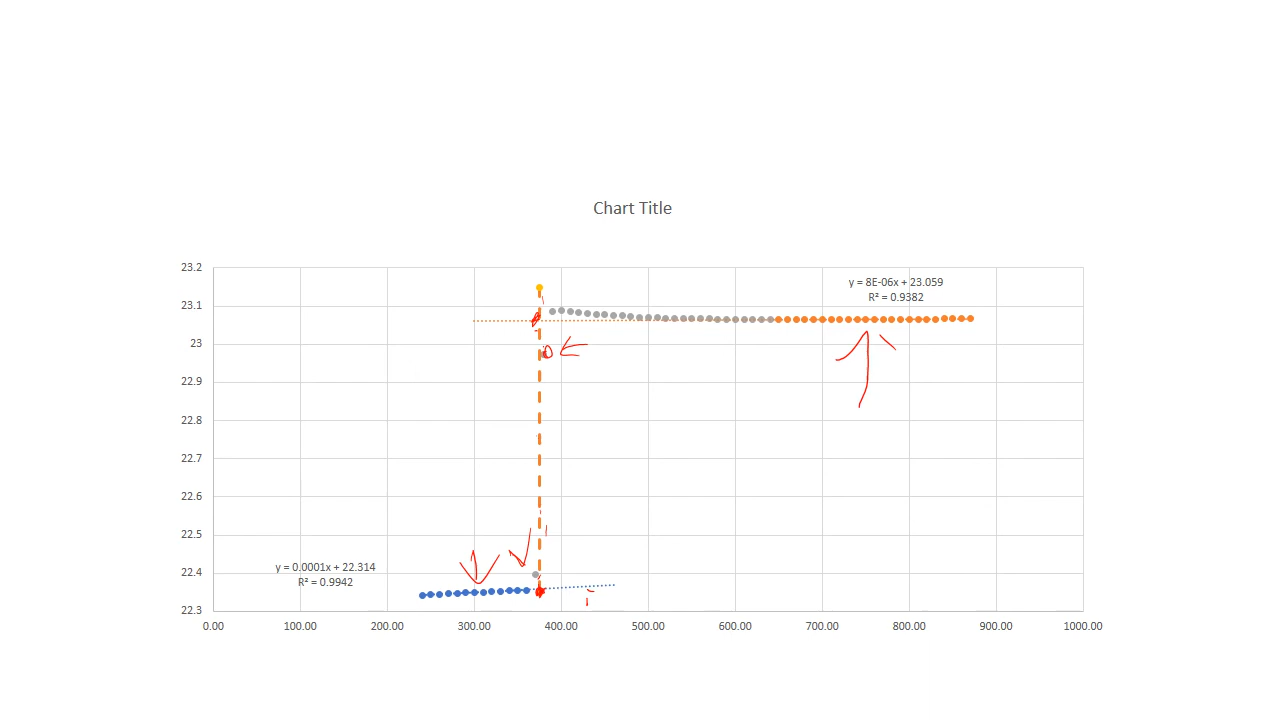 Chart Title
23.2
23.1
23
22.9
22.8
22.7
22.6
22.5
22.4
22.3
y = 8E-06x + 23.059
R² = 0.9382
y = 0.0001x + 22.314
R² = 0.9942
0.00 100.00 200.00 300.00 400.00 500.00 600.00 700.00 800.00 900.00 1000.00